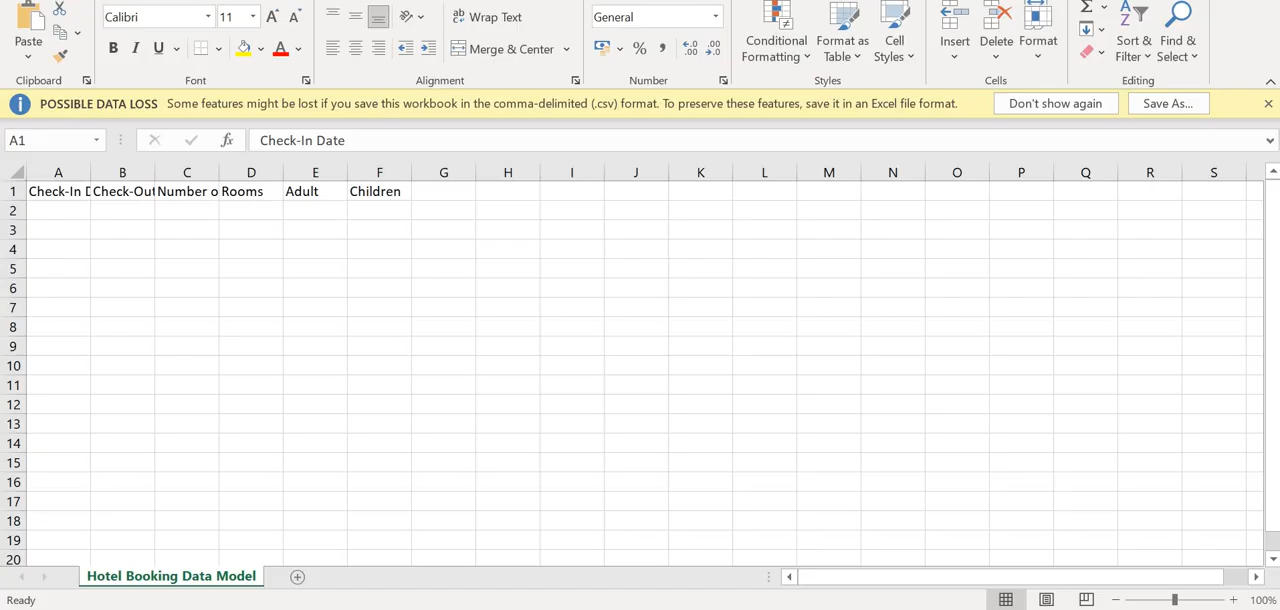 Calibri 11 Wrap Text General
Paste Merge & Center Conditional Formatting Format as Table Cell Styles Insert Delete Format Sort & Filter Find & Select
B I U A % , .00 .00
Clipboard Font Alignment Number Styles Cells Editing
POSSIBLE DATA LOSS Some features might be lost if you save this workbook in the comma-delimited (.csv) format. To preserve these features, save it in an Excel file format. Don't show again Save As...
A1 fx Check-In Date
A B C D E F G H I J K L M N O P Q R S
1 Check-In D Check-Out Number o Rooms Adult Children
2
3
4
5
6
7
8
9
10
11
12
13
14
15
16
17
18
19
20
Hotel Booking Data Model
Ready 100%